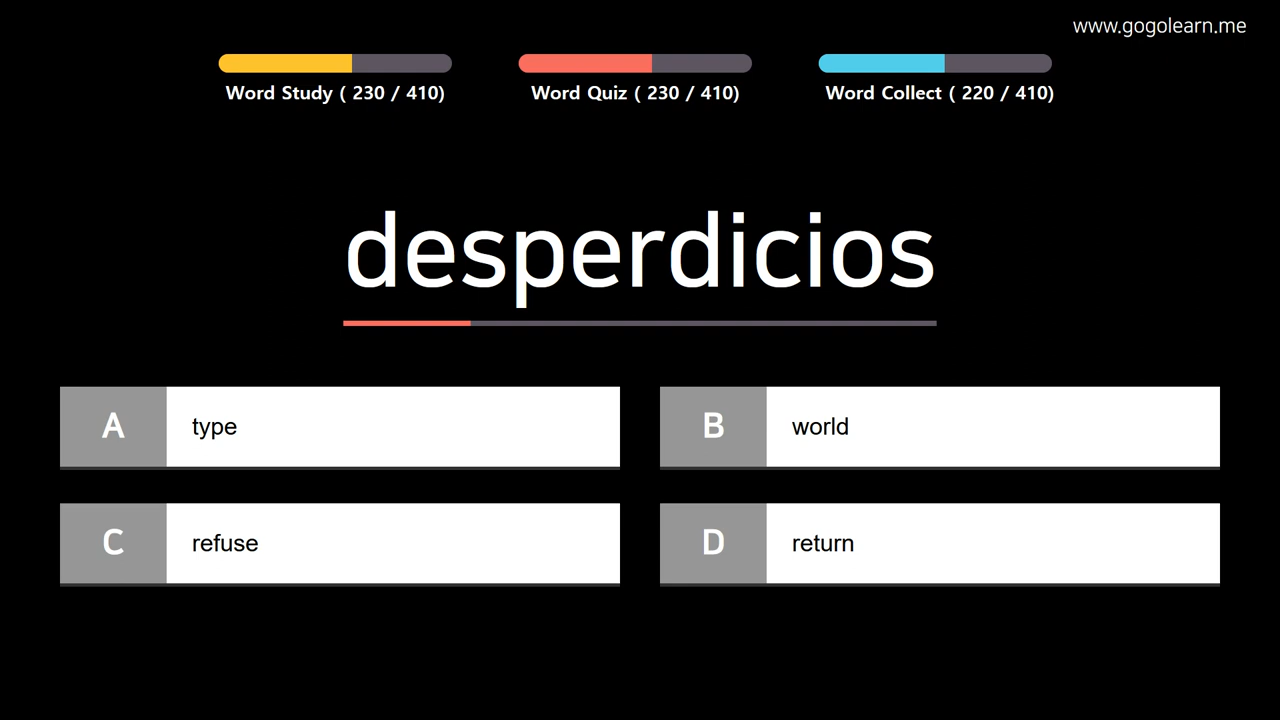 www.gogolearn.me
Word Study ( 230 / 410)
Word Quiz ( 230 / 410)
Word Collect ( 220 / 410)
desperdicios
A type
B world
C refuse
D return